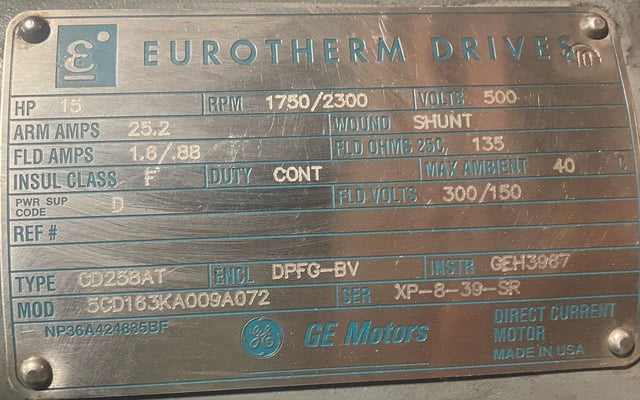 EUROTHERM DRIVES
HP 15 RPM 1750/2300 VOLTS 500
ARM AMPS 25.2 WOUND SHUNT
FLD AMPS 1.6/.88 FLD OHMS 25C 135
INSUL CLASS F DUTY CONT MAX AMBIENT 40 C
PWR SUP CODE D FLD VOLTS 300/150
REF #
TYPE CD258AT ENCL DPFG-BV INSTR GEH3967
MOD 5CD163KA009A072 SER XP-8-39-SR
NP36A424835BF GE Motors DIRECT CURRENT
MOTOR
MADE IN USA